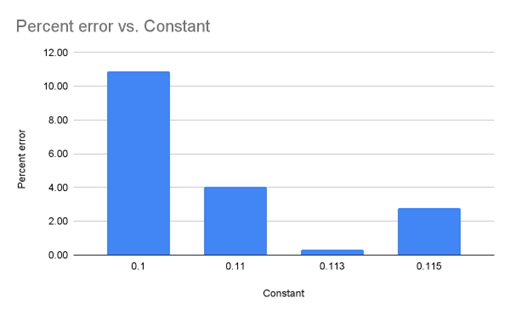 Percent error vs. Constant
12.00
10.00
8.00
6.00
4.00
2.00
0.00
Percent error
0.1 0.11 0.113 0.115
Constant